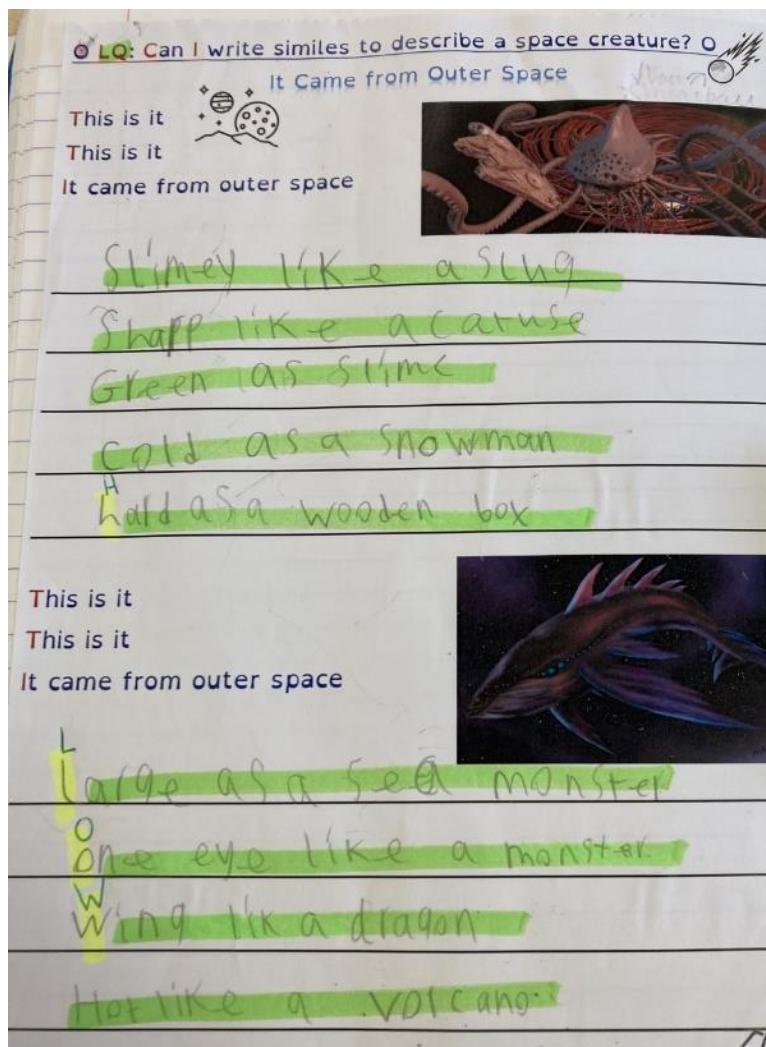 LQ: Can I write similes to describe a space creature?
It Came from Outer Space
This is it
This is it
It came from outer space
Slimey like a slug
Sharp like a catuse
Green as slime
Cold as a snowman
H
hard as a wooden box
This is it
This is it
It came from outer space
L
large as a sea monster
O
one eye like a monster.
W
wing lik a dragon.
Hot like a volcano.